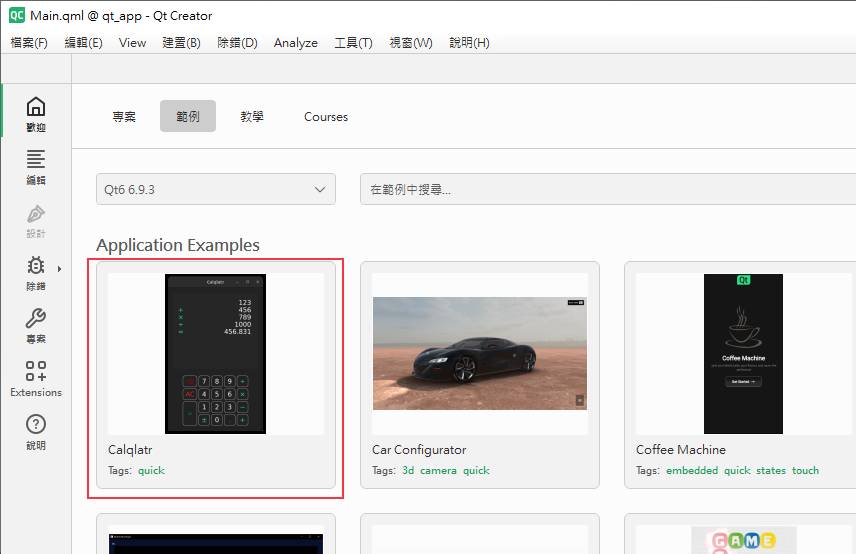 QC Main.qml @ qt_app - Qt Creator
檔案(F) 編輯(E) View 建置(B) 除錯(D) Analyze 工具(T) 視窗(W) 說明(H)
歡迎
編輯
設計
除錯
專案
Extensions
說明
專案 範例 教學 Courses
Qt6 6.9.3
在範例中搜尋...
Application Examples
Calqlatr
123
+ 456
× 789
÷ 1000
= 456.831
7 8 9 ÷
AC 4 5 6 ×
1 2 3 −
± 0 . +
Calqlatr
Tags: quick
Car Configurator
Tags: 3d camera quick
Qt
Coffee Machine
Get Started
Coffee Machine
Tags: embedded quick states touch
GAME